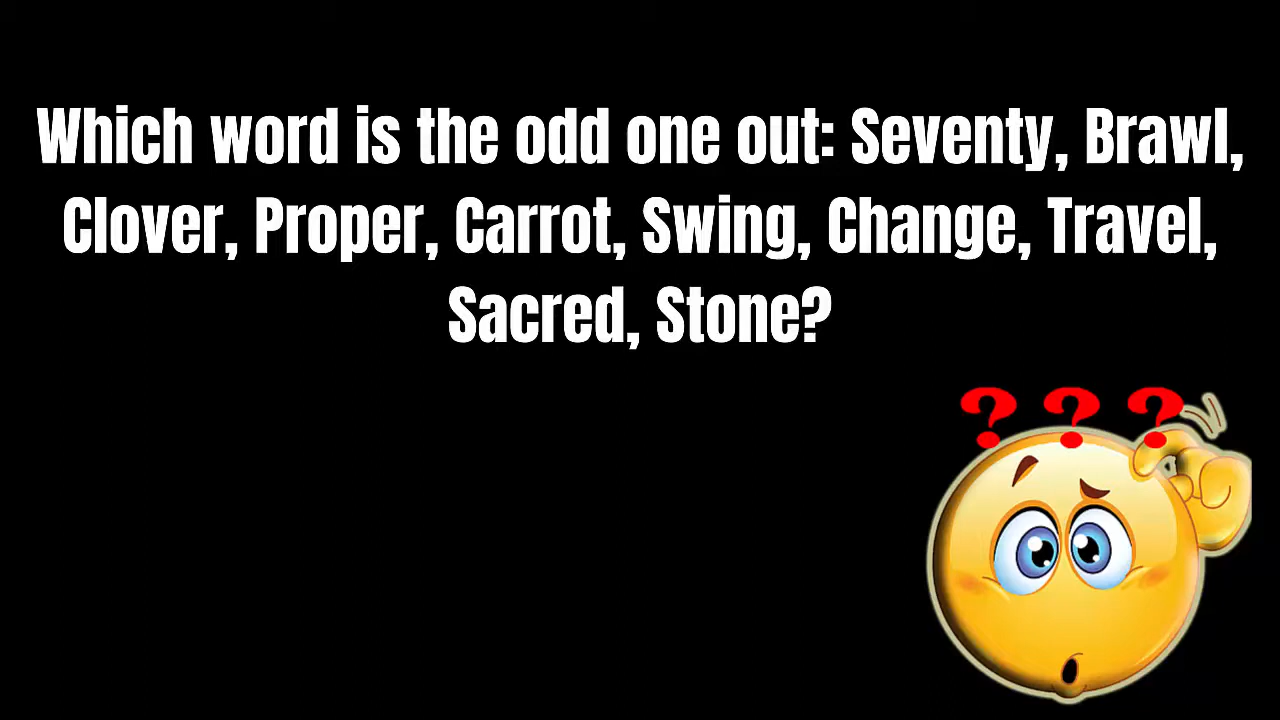 Which word is the odd one out: Seventy, Brawl,
Clover, Proper, Carrot, Swing, Change, Travel,
Sacred, Stone?
? ? ?